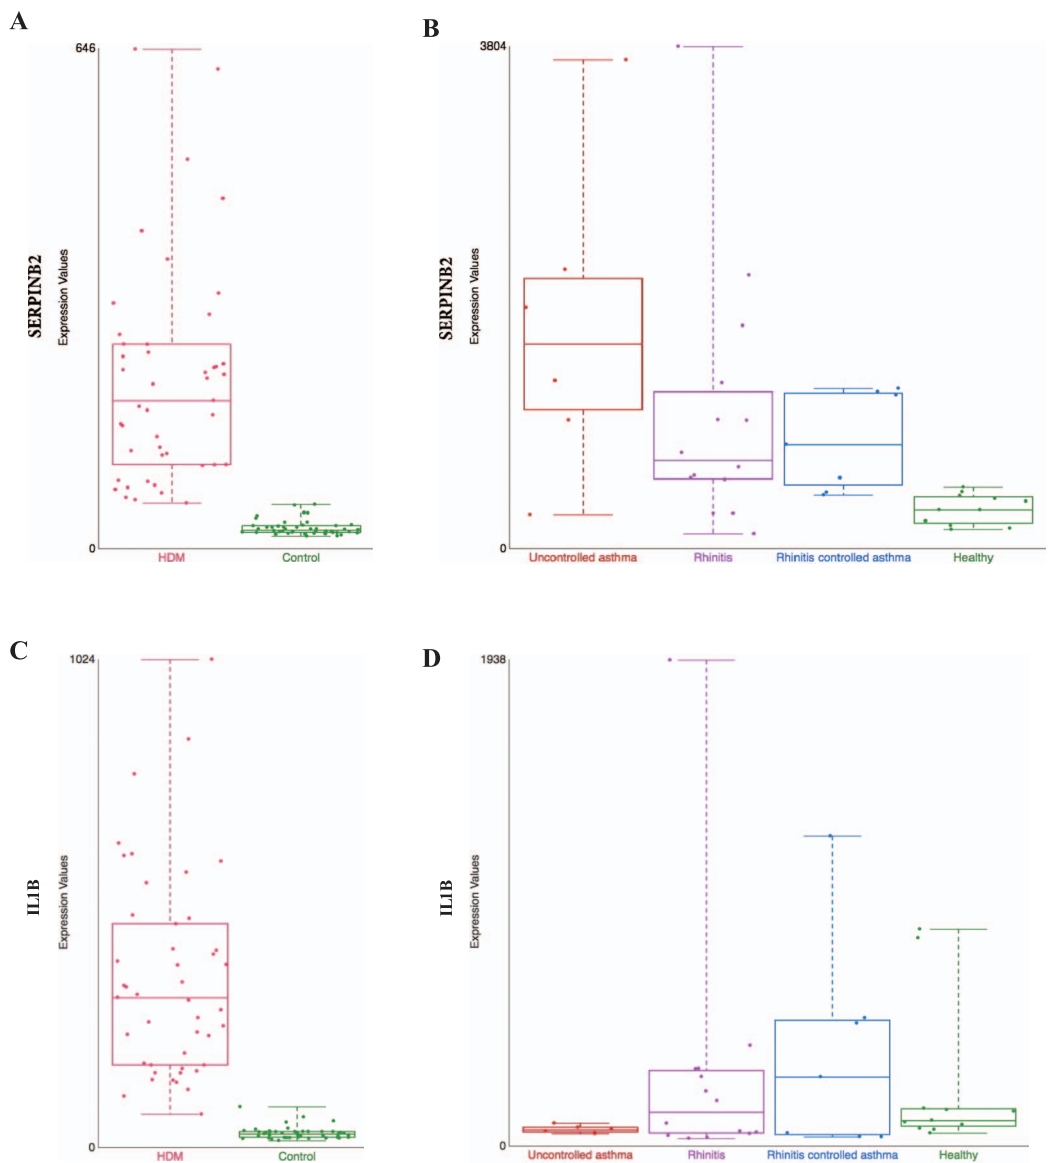 A
646
SERPINB2
Expression Values
0
HDM
Control
B
3804
SERPINB2
Expression Values
0
Uncontrolled asthma
Rhinitis
Rhinitis controlled asthma
Healthy
C
1024
IL1B
Expression Values
0
HDM
Control
D
1938
IL1B
Expression Values
0
Uncontrolled asthma
Rhinitis
Rhinitis controlled asthma
Healthy